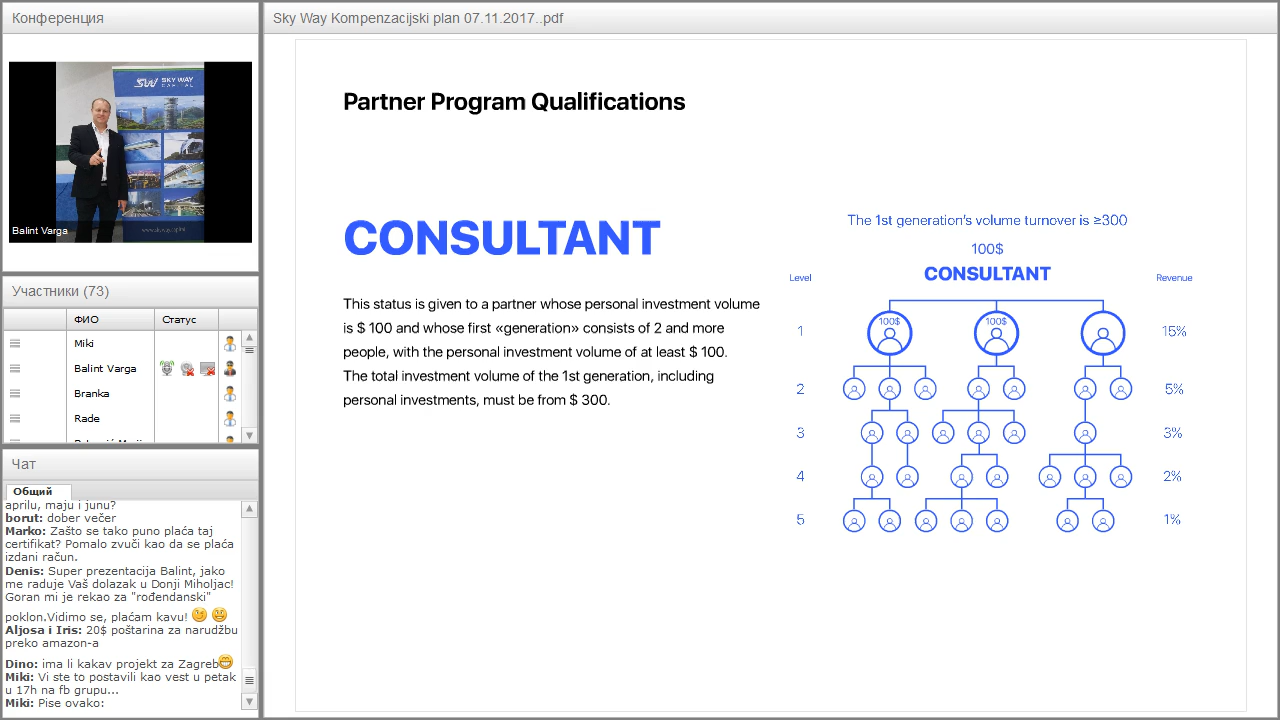 Конференция
SW SKY WAY
CAPITAL
Balint Varga
Участники (73)
ФИО Статус
Miki
Balint Varga
Branka
Rade
Чат
Общий
aprilu, maju i junu?
borut: dober večer
Marko: Zašto se tako puno plaća taj
certifikat? Pomalo zvuči kao da se plaća
izdani račun.
Denis: Super prezentacija Balint, jako
me raduje Vaš dolazak u Donji Miholjac!
Goran mi je rekao za "rođendanski"
poklon.Vidimo se, plaćam kavu!
Aljosa i Iris: 20$ poštarina za narudžbu
preko amazon-a
Dino: ima li kakav projekt za Zagreb
Miki: Vi ste to postavili kao vest u petak
u 17h na fb grupu...
Miki: Pise ovako:
Sky Way Kompenzacijski plan 07.11.2017..pdf
Partner Program Qualifications
CONSULTANT
This status is given to a partner whose personal investment volume
is $ 100 and whose first «generation» consists of 2 and more
people, with the personal investment volume of at least $ 100.
The total investment volume of the 1st generation, including
personal investments, must be from $ 300.
The 1st generation's volume turnover is ≥300
100$
Level CONSULTANT Revenue
1 100$ 100$ 15%
2 5%
3 3%
4 2%
5 1%